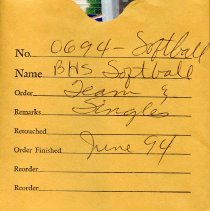 No. 0694 - Softball
Name BHS Softball
Order Team &
Remarks Singles
Retouched
Order Finished June 94
Reorder
Reorder